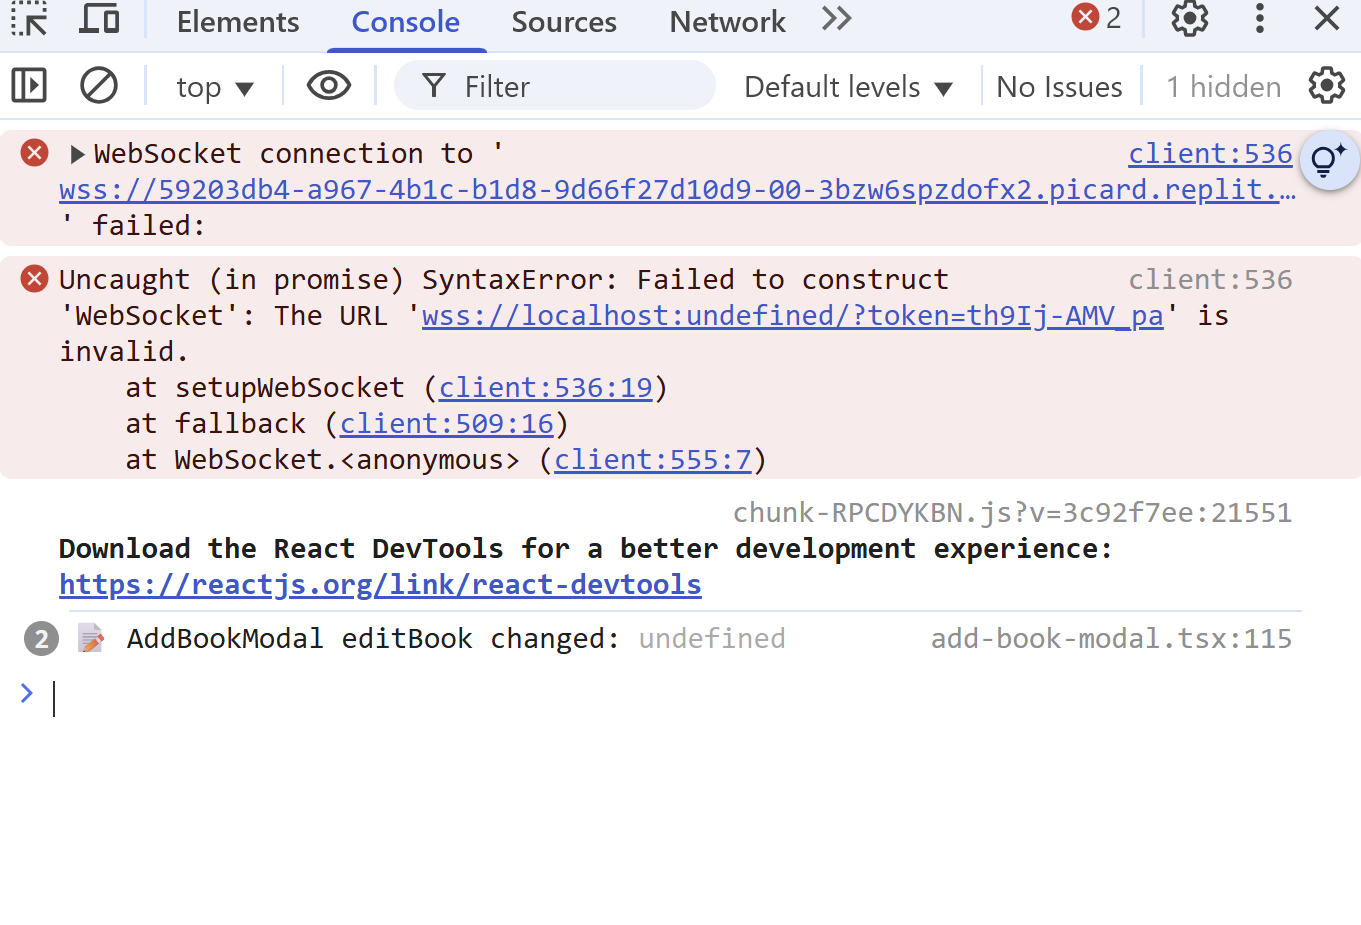 Elements Console Sources Network 2
top Filter Default levels No Issues 1 hidden
WebSocket connection to ' client:536
wss://59203db4-a967-4b1c-b1d8-9d66f27d10d9-00-3bzw6spzdofx2.picard.replit.…
' failed:
Uncaught (in promise) SyntaxError: Failed to construct client:536
'WebSocket': The URL 'wss://localhost:undefined/?token=th9Ij-AMV_pa' is
invalid.
at setupWebSocket (client:536:19)
at fallback (client:509:16)
at WebSocket.<anonymous> (client:555:7)
chunk-RPCDYKBN.js?v=3c92f7ee:21551
Download the React DevTools for a better development experience:
https://reactjs.org/link/react-devtools
2 📝 AddBookModal editBook changed: undefined add-book-modal.tsx:115